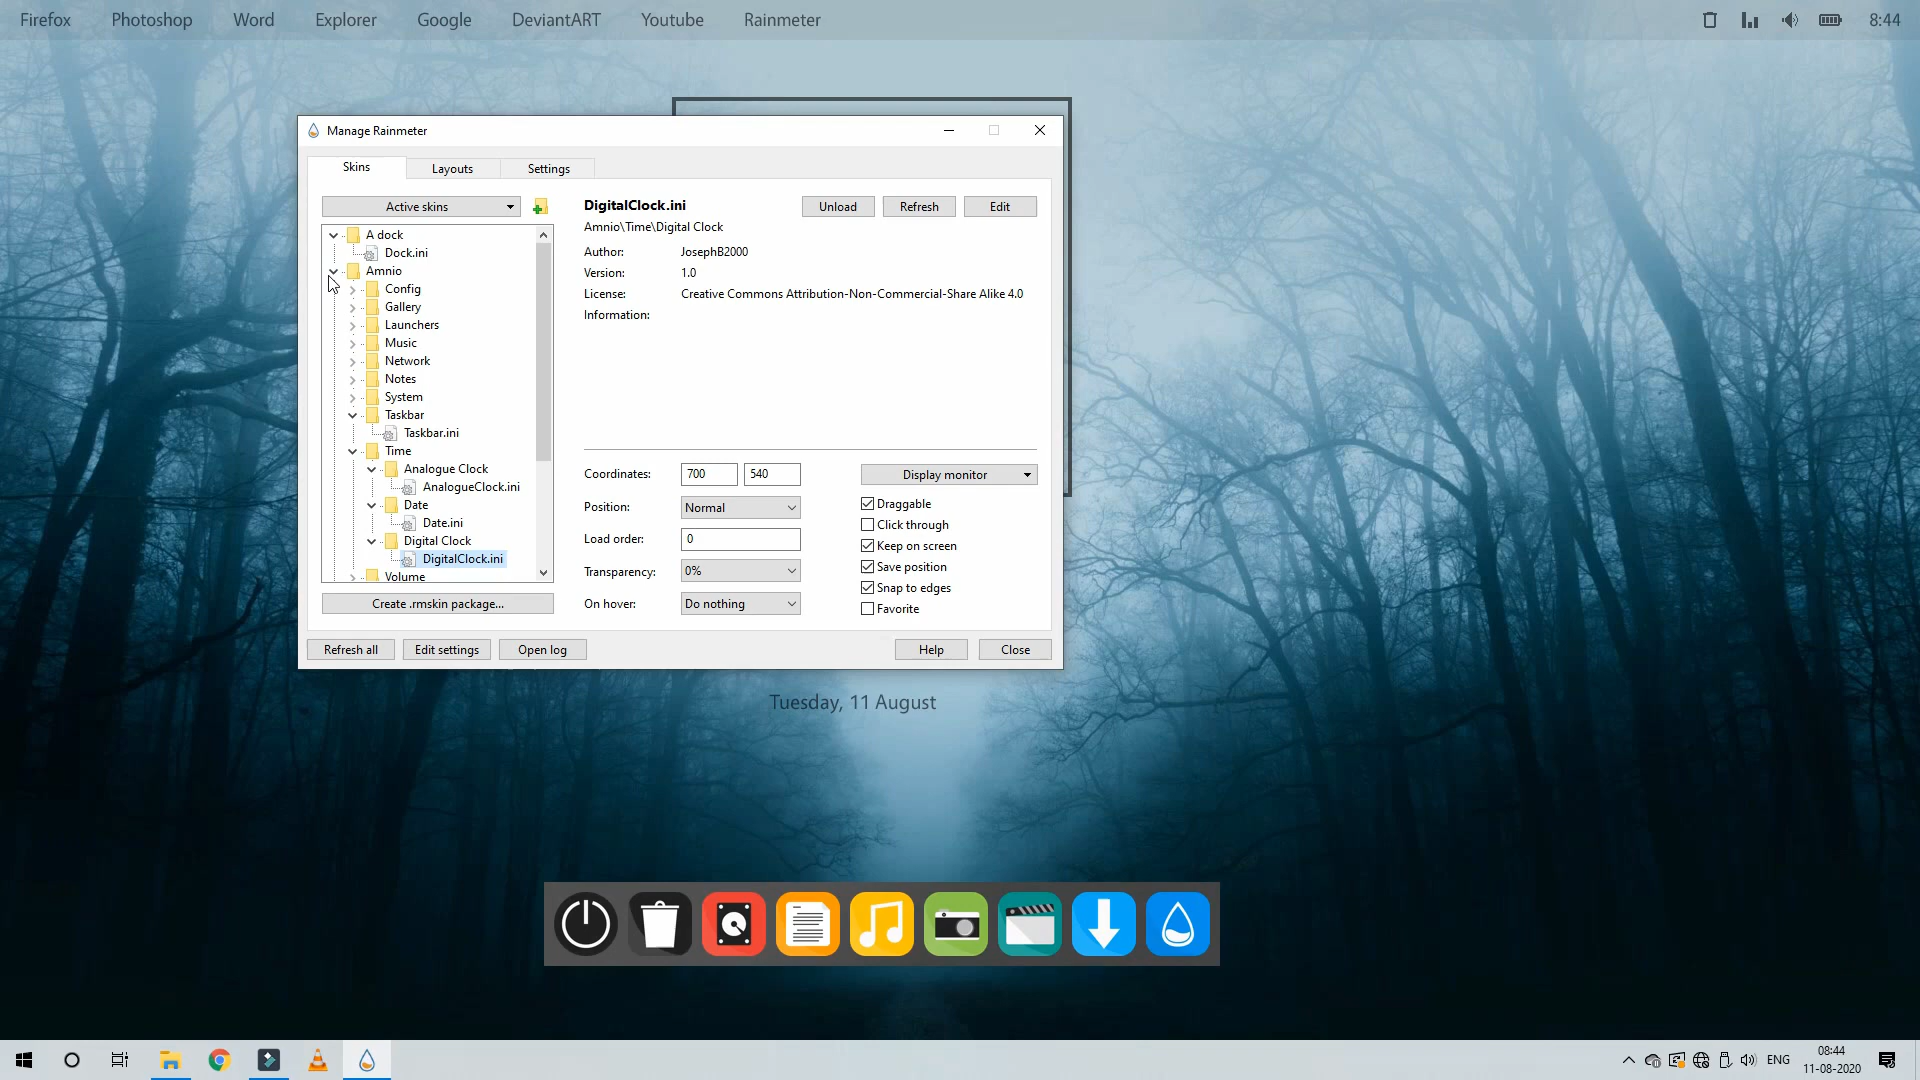 Firefox Photoshop Word Explorer Google DeviantART Youtube Rainmeter 8:44
Manage Rainmeter
Skins Layouts Settings
Active skins
A dock
Dock.ini
Amnio
Config
Gallery
Launchers
Music
Network
Notes
System
Taskbar
Taskbar.ini
Time
Analogue Clock
AnalogueClock.ini
Date
Date.ini
Digital Clock
DigitalClock.ini
Volume
Create .rmskin package...
DigitalClock.ini Unload Refresh Edit
Amnio\Time\Digital Clock
Author: JosephB2000
Version: 1.0
License: Creative Commons Attribution-Non-Commercial-Share Alike 4.0
Information:
Coordinates: 700 540 Display monitor
Position: Normal
Load order: 0
Transparency: 0%
On hover: Do nothing
Draggable
Click through
Keep on screen
Save position
Snap to edges
Favorite
Refresh all Edit settings Open log Help Close
Tuesday, 11 August
ENG
08:44
11-08-2020